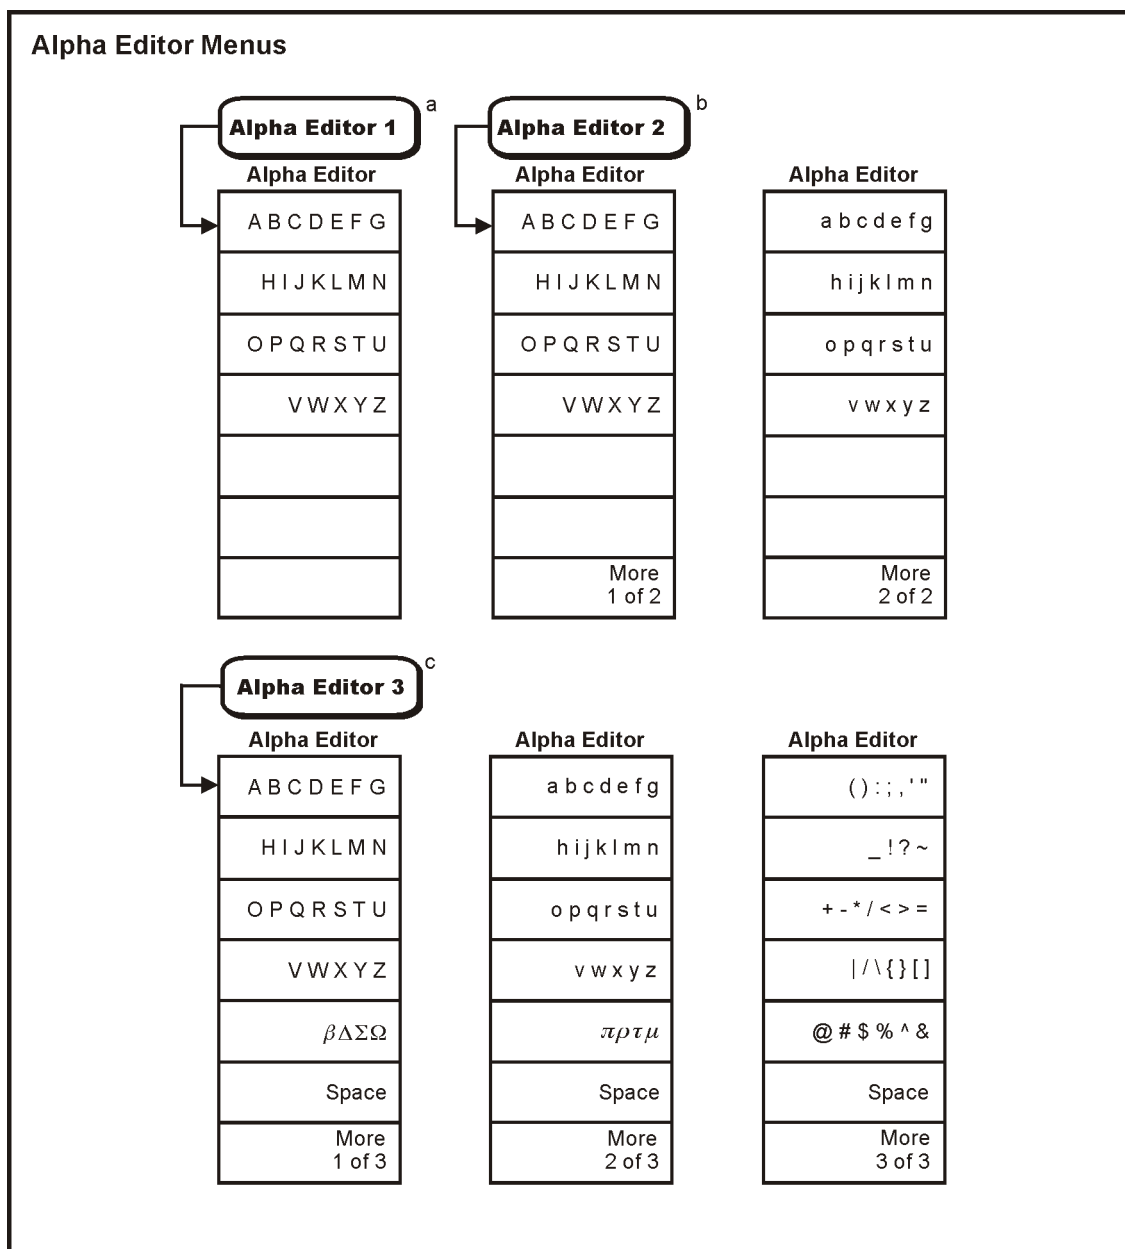 Alpha Editor Menus
Alpha Editor 1 a
Alpha Editor
A B C D E F G
H I J K L M N
O P Q R S T U
V W X Y Z
Alpha Editor 2 b
Alpha Editor
A B C D E F G
H I J K L M N
O P Q R S T U
V W X Y Z
More
1 of 2
Alpha Editor
a b c d e f g
h i j k l m n
o p q r s t u
v w x y z
More
2 of 2
Alpha Editor 3 c
Alpha Editor
A B C D E F G
H I J K L M N
O P Q R S T U
V W X Y Z
βΔΣΩ
Space
More
1 of 3
Alpha Editor
a b c d e f g
h i j k l m n
o p q r s t u
v w x y z
πρτμ
Space
More
2 of 3
Alpha Editor
( ) : ; , ' "
_ ! ? ~
+ - * / < > =
| / \ { } [ ]
@ # $ % ^ &
Space
More
3 of 3